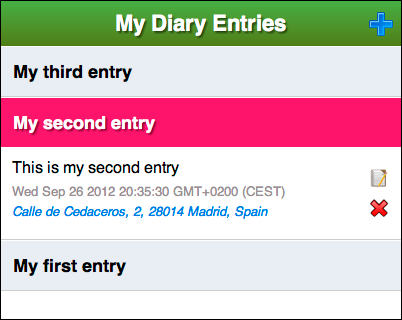 My Diary Entries
My third entry
My second entry
This is my second entry
Wed Sep 26 2012 20:35:30 GMT+0200 (CEST)
Calle de Cedaceros, 2, 28014 Madrid, Spain
My first entry